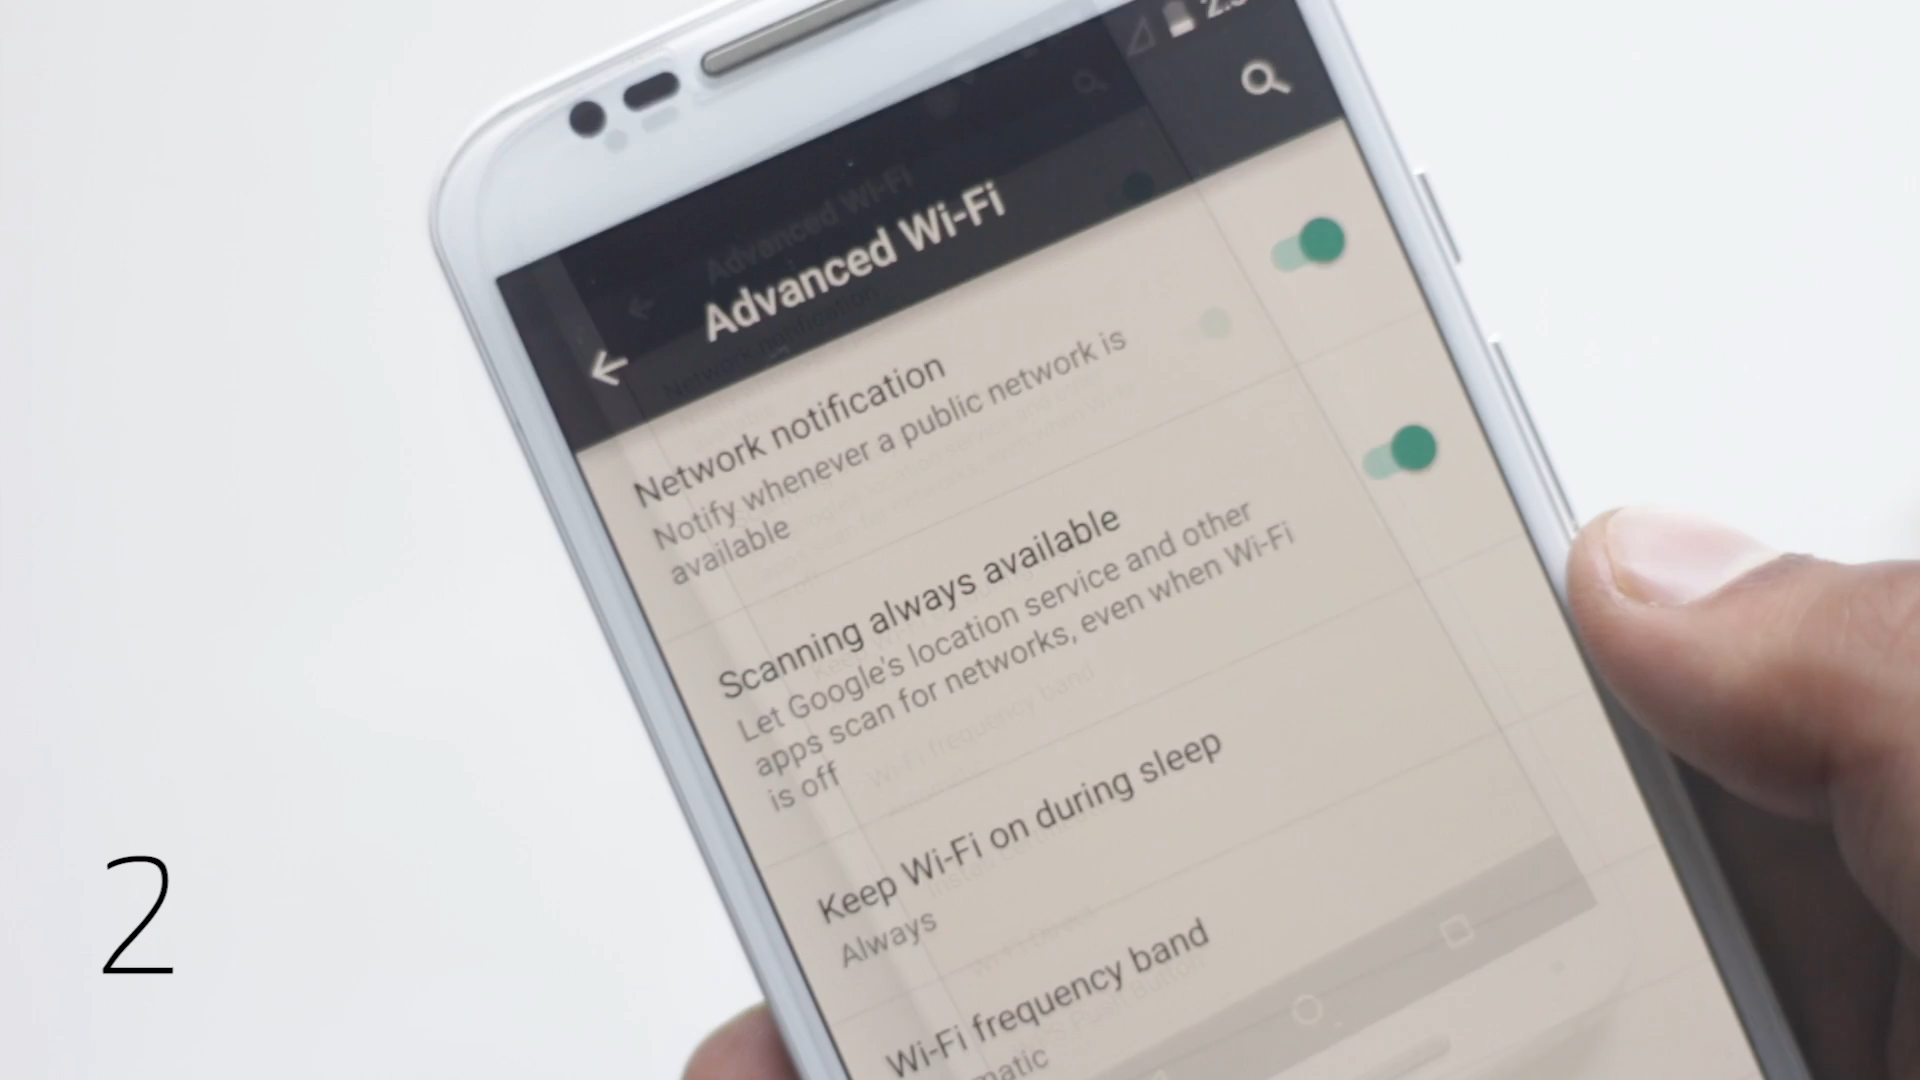 Advanced Wi-Fi
Network notification
Notify whenever a public network is
available
Scanning always available
Let Google's location service and other
apps scan for networks, even when Wi-Fi
is off
Keep Wi-Fi on during sleep
Always
Wi-Fi frequency band
2